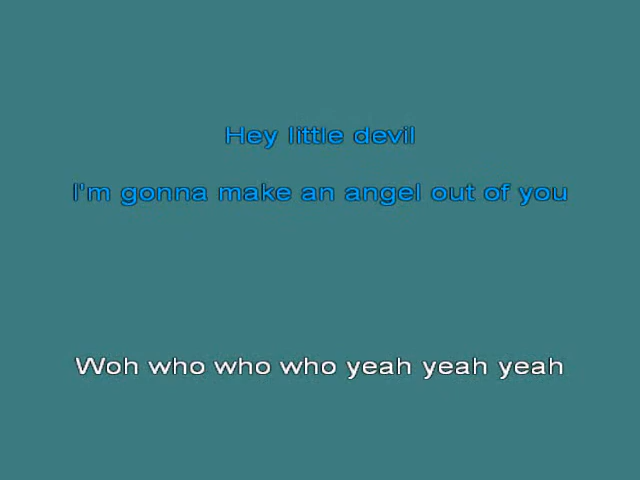 Hey little devil
I'm gonna make an angel out of you
Woh who who who yeah yeah yeah